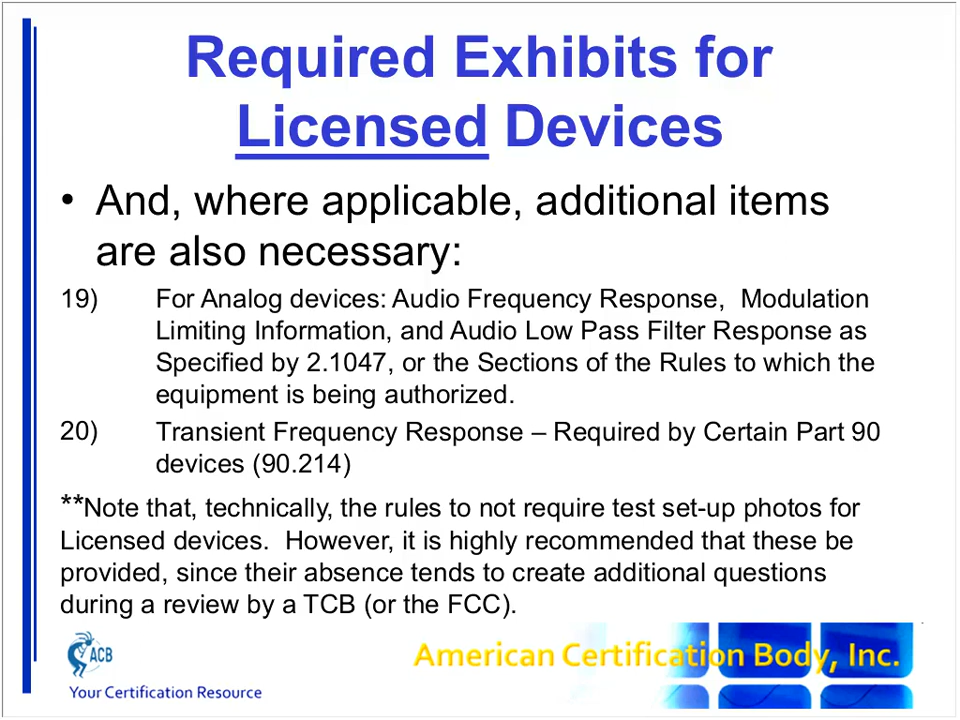 Required Exhibits for
Licensed Devices
• And, where applicable, additional items
are also necessary:
19) For Analog devices: Audio Frequency Response, Modulation
Limiting Information, and Audio Low Pass Filter Response as
Specified by 2.1047, or the Sections of the Rules to which the
equipment is being authorized.
20) Transient Frequency Response – Required by Certain Part 90
devices (90.214)
**Note that, technically, the rules to not require test set-up photos for
Licensed devices. However, it is highly recommended that these be
provided, since their absence tends to create additional questions
during a review by a TCB (or the FCC).
ACB
American Certification Body, Inc.
Your Certification Resource